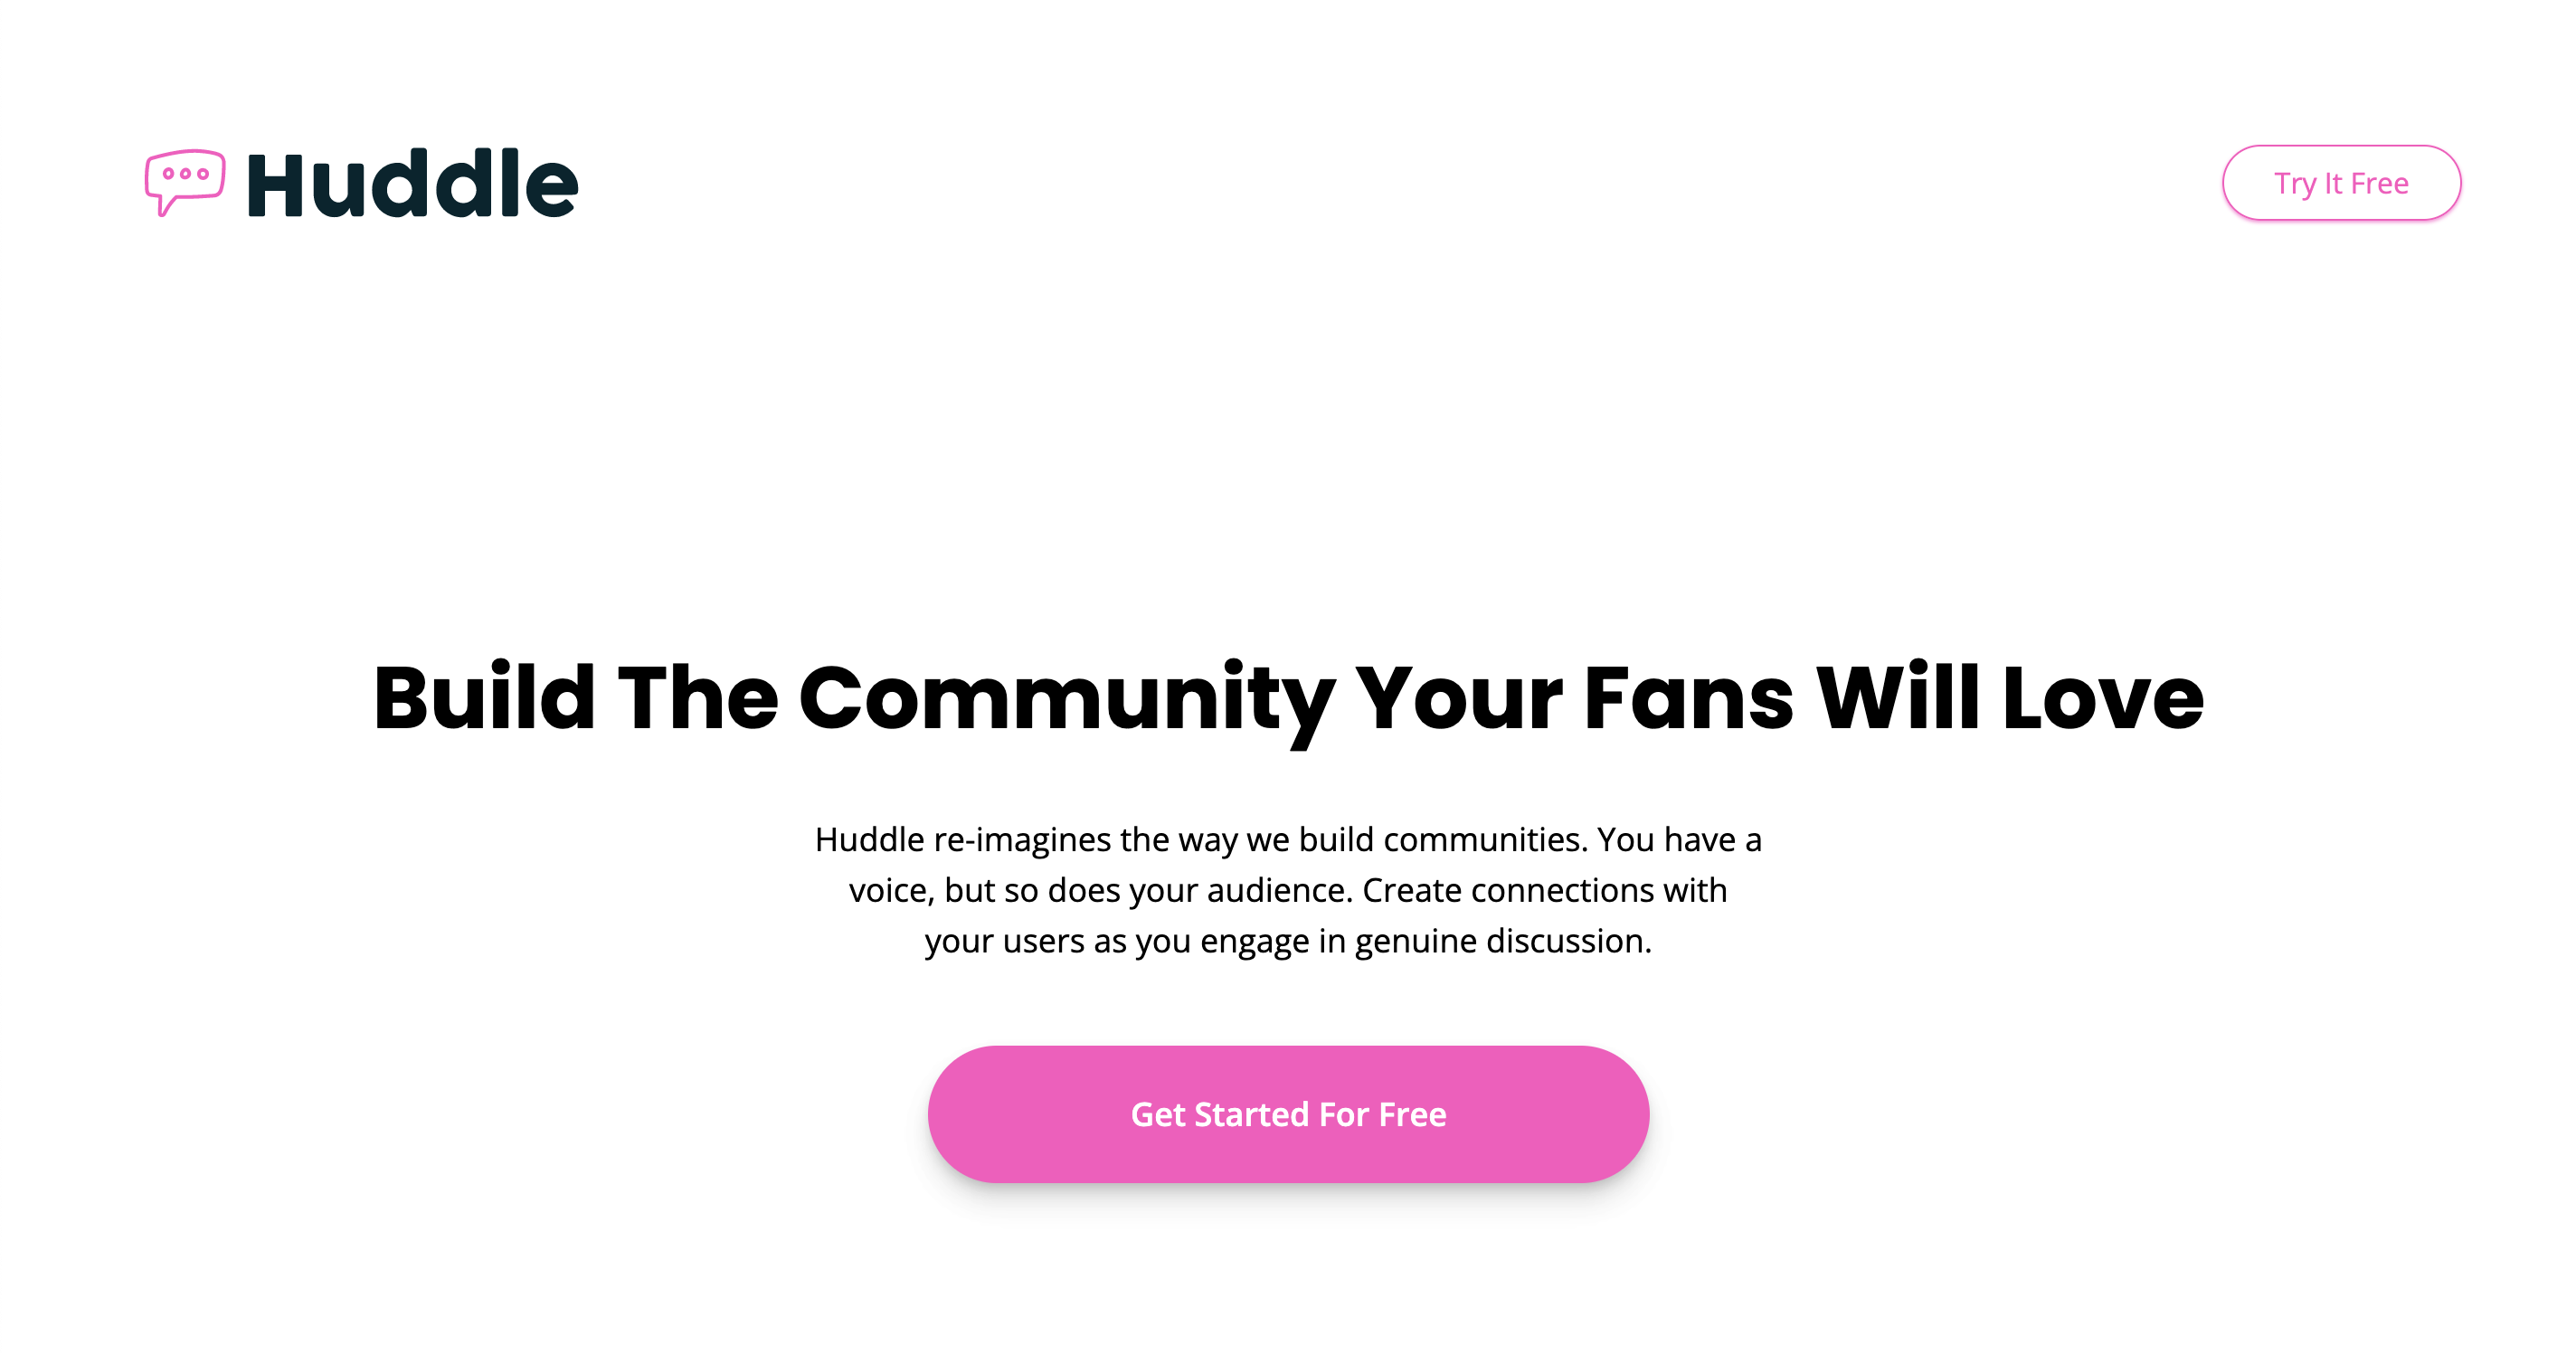 Huddle
Try It Free
Build The Community Your Fans Will Love
Huddle re-imagines the way we build communities. You have a
voice, but so does your audience. Create connections with
your users as you engage in genuine discussion.
Get Started For Free